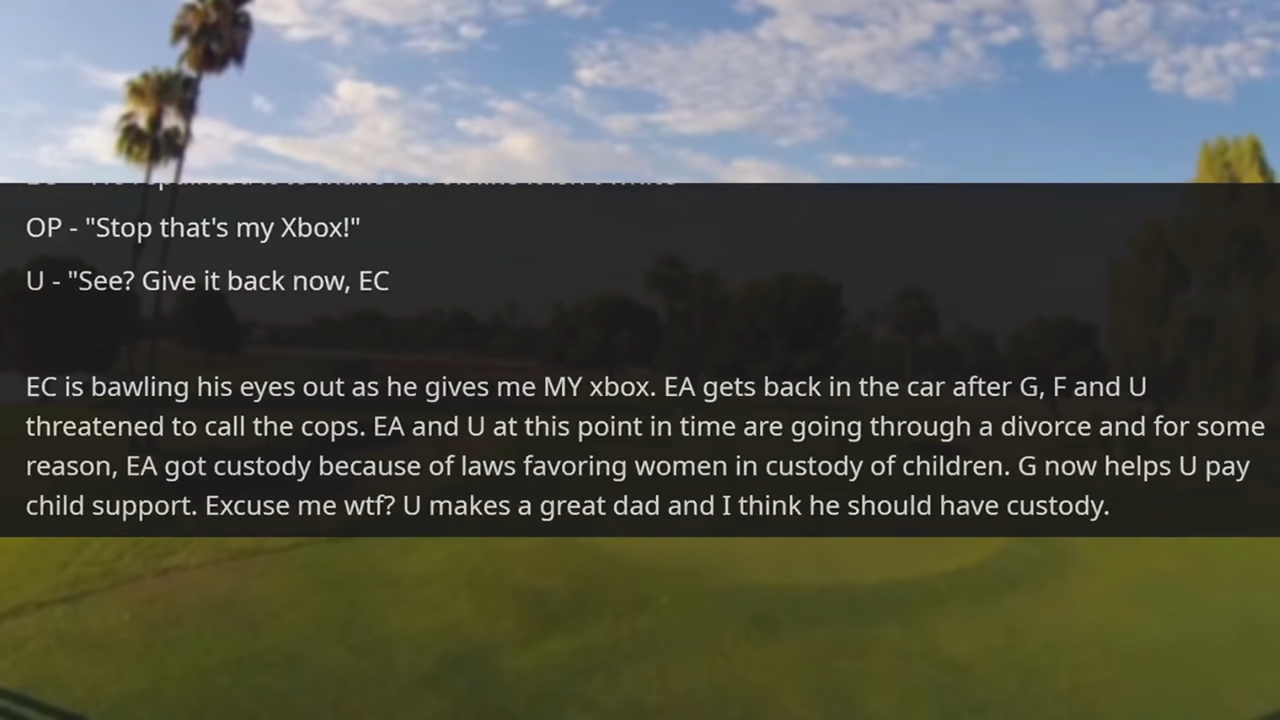 OP - "Stop that's my Xbox!"
U - "See? Give it back now, EC
EC is bawling his eyes out as he gives me MY xbox. EA gets back in the car after G, F and U
threatened to call the cops. EA and U at this point in time are going through a divorce and for some
reason, EA got custody because of laws favoring women in custody of children. G now helps U pay
child support. Excuse me wtf? U makes a great dad and I think he should have custody.